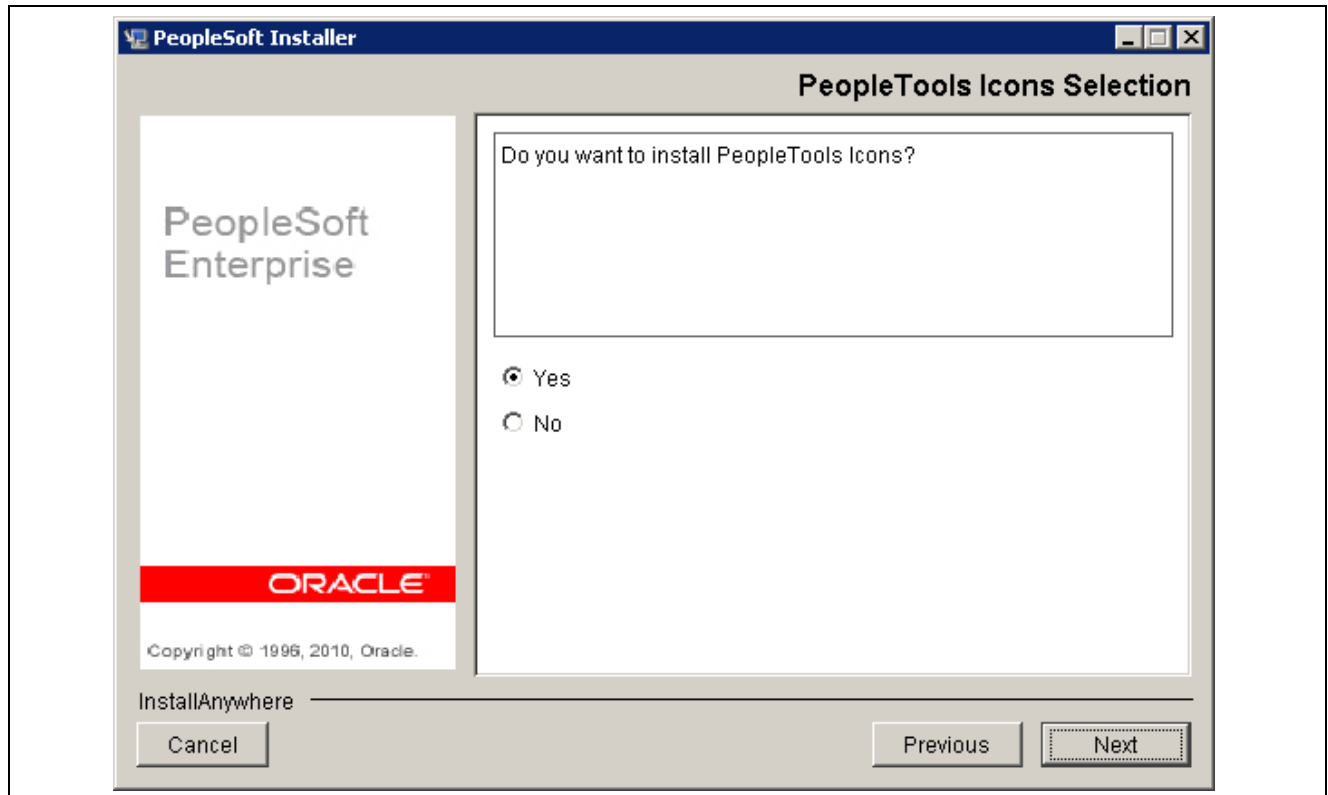 PeopleSoft Installer
PeopleTools Icons Selection
Do you want to install PeopleTools Icons?
PeopleSoft
Enterprise
Yes
No
ORACLE
Copyright © 1996, 2010, Oracle.
InstallAnywhere
Cancel
Previous
Next